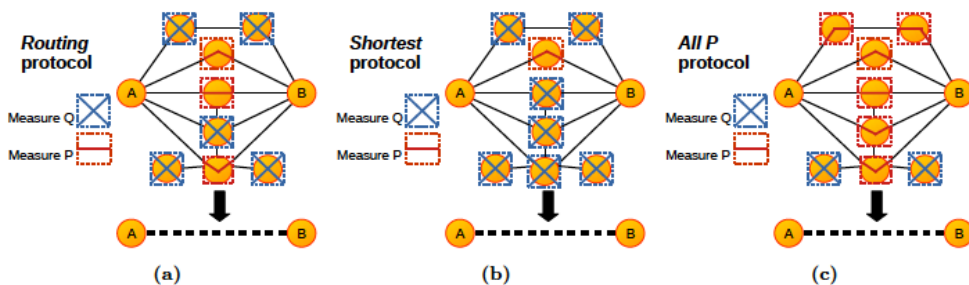 Routing
protocol
A
B
Measure Q
Measure P
A
B
(a)
Shortest
protocol
A
B
Measure Q
Measure P
A
B
(b)
All P
protocol
A
B
Measure Q
Measure P
A
B
(c)